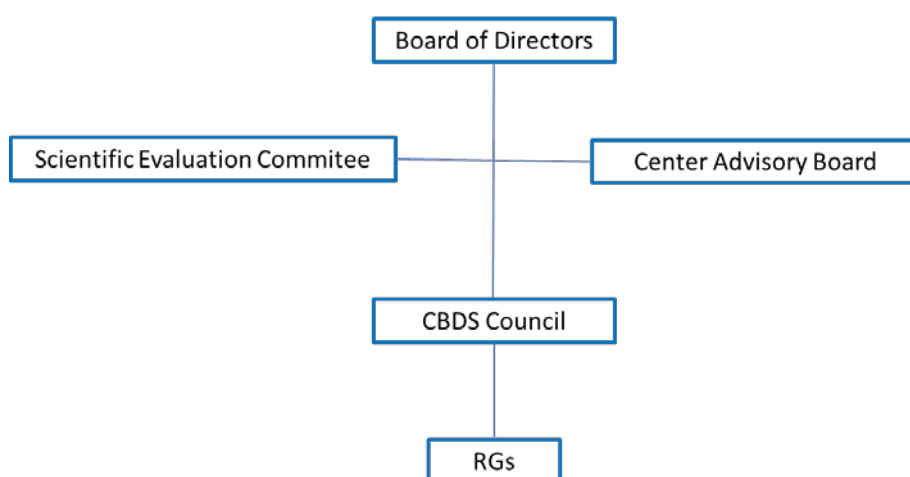 Board of Directors
Scientific Evaluation Commitee
Center Advisory Board
CBDS Council
RGs